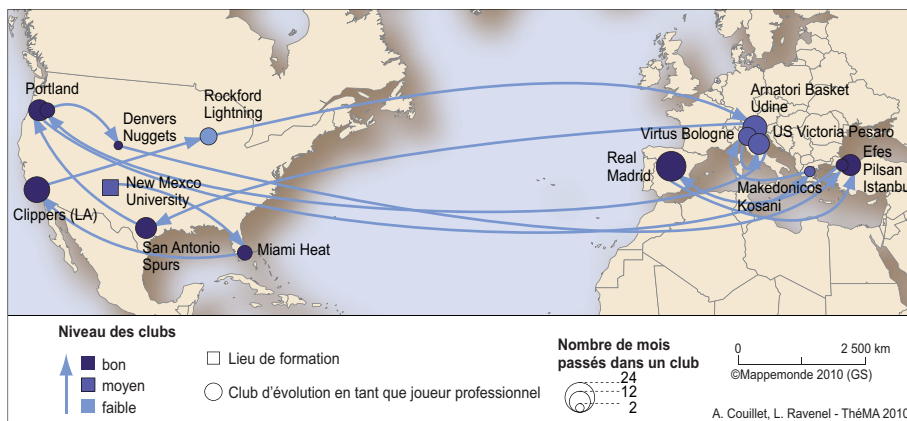 Portland
Denvers
Nuggets
Rockford
Lightning
New Mexco
University
Clippers (LA)
San Antonio
Spurs
Miami Heat
Amatori Basket
Udine
Virtus Bologne
US Victoria Pesaro
Real
Madrid
Efes
Pilsan
Istanbu
Makedonicos
Kosani
Niveau des clubs
bon
moyen
faible
Lieu de formation
Club d'évolution en tant que joueur professionnel
Nombre de mois
passés dans un club
24
12
2
0 2 500 km
©Mappemonde 2010 (GS)
A. Couillet, L. Ravenel - ThéMA 2010